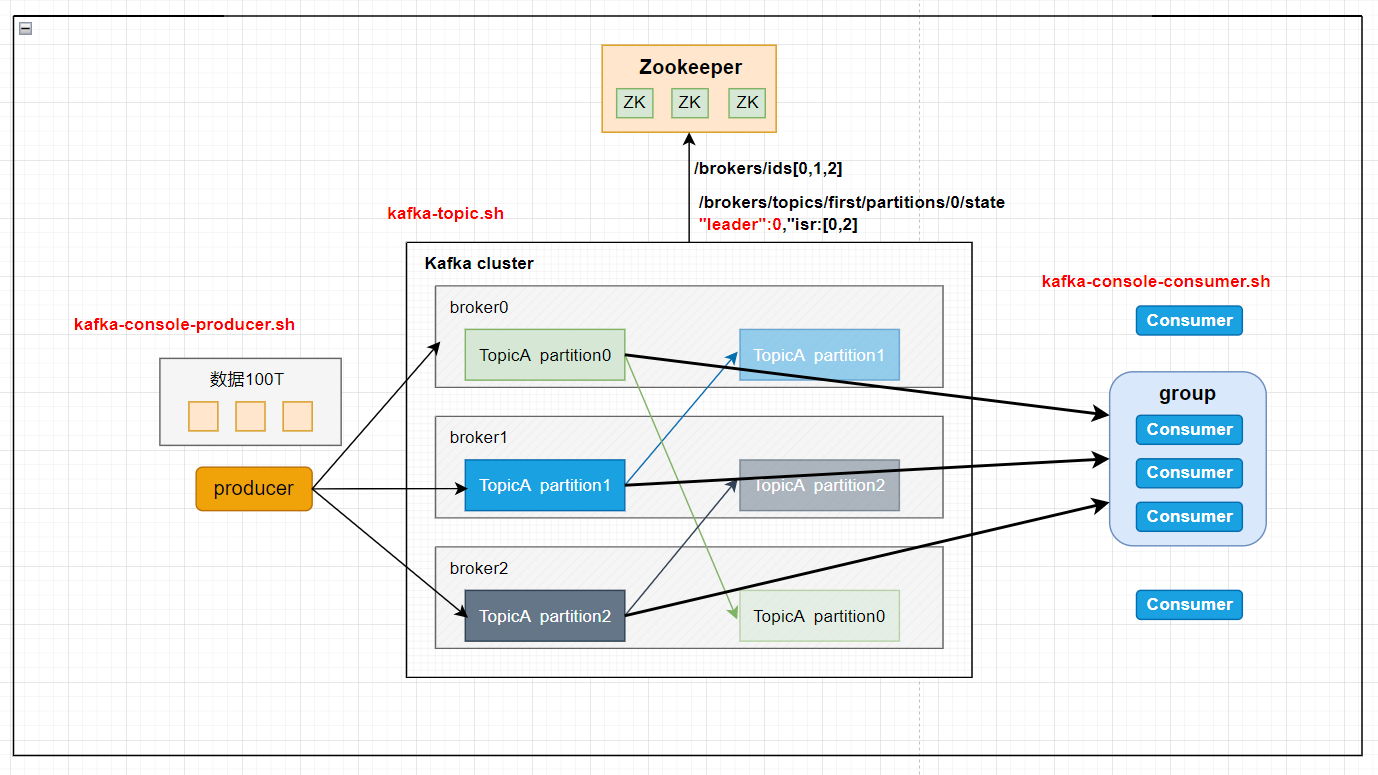 Zookeeper
ZK ZK ZK
/brokers/ids[0,1,2]
/brokers/topics/first/partitions/0/state
"leader":0,"isr:[0,2]
kafka-topic.sh
Kafka cluster
kafka-console-consumer.sh
broker0
kafka-console-producer.sh
Consumer
TopicA partition0
TopicA partition1
数据100T
group
Consumer
broker1
Consumer
TopicA partition1
TopicA partition2
producer
Consumer
broker2
Consumer
TopicA partition2
TopicA partition0